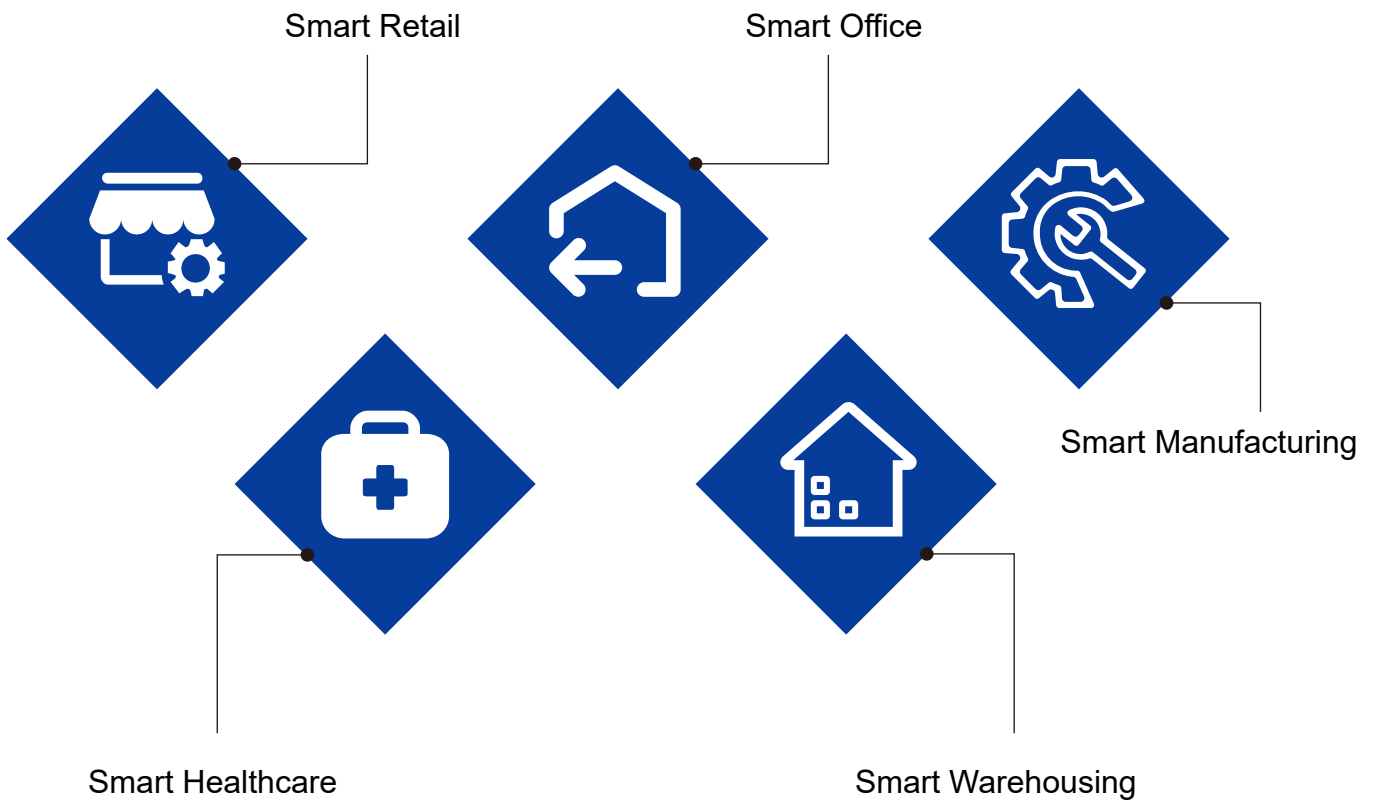 Smart Retail
Smart Office
Smart Manufacturing
Smart Healthcare
Smart Warehousing